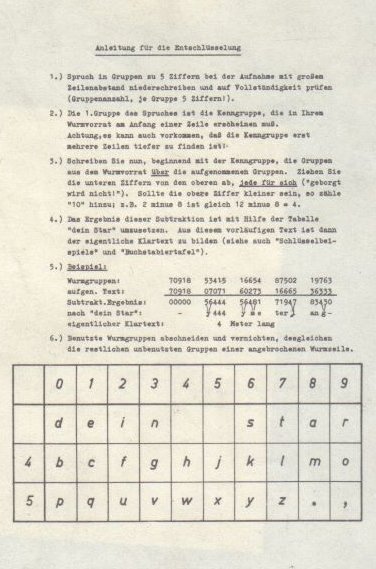 Anleitung für die Entschlüsselung
1.) Spruch in Gruppen zu 5 Ziffern bei der Aufnahme mit großem
Zeilenabstand niederschreiben und auf Vollständigkeit prüfen
(Gruppenanzahl, je Gruppe 5 Ziffern!).
2.) Die 1.Gruppe des Spruches ist die Kenngruppe, die in Ihrem
Wurmvorrat am Anfang einer Zeile erscheinen muß.
Achtung,es kann auch vorkommen, daß die Kenngruppe erst
mehrere Zeilen tiefer zu finden ist!
3.) Schreiben Sie nun, beginnend mit der Kenngruppe, die Gruppen
aus dem Wurmvorrat über die aufgenommenen Gruppen. Ziehen Sie
die unteren Ziffern von den oberen ab, jede für sich ("geborgt
wird nicht!"). Sollte die obere Ziffer kleiner sein, so zähle
"10" hinzu; z.B. 2 minus 8 ist gleich 12 minus 8 = 4.
4.) Das Ergebnis dieser Subtraktion ist mit Hilfe der Tabelle
"dein Star" umzusetzen. Aus diesem vorläufigen Text ist dann
der eigentliche Klartext zu bilden (siehe auch "Schlüsselbei-
spiele" und "Buchstabiertafel").
5.) Beispiel:
Wurmgruppen: 70918 53415 16654 87502 19763
aufgen. Text: 70918 07071 60273 16665 36333
Subtrakt.Ergebnis: 00000 56444 56481 71947 83430
nach "dein Star": - y 444 y m e ter j an g-
eigentlicher Klartext: 4 Meter lang
6.) Benutzte Wurmgruppen abschneiden und vernichten, desgleichen
die restlichen unbenutzten Gruppen einer angebrochenen Wurmzeile.
0 1 2 3 4 5 6 7 8 9
d e i n s t a r
4 b c f g h j k l m o
5 p q u v w x y z . ,